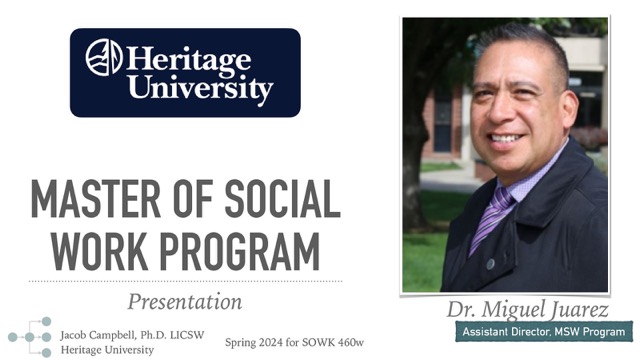 Heritage
University
MASTER OF SOCIAL
WORK PROGRAM
Presentation
Jacob Campbell, Ph.D. LICSW
Heritage University
Spring 2024 for SOWK 460w
Dr. Miguel Juarez
Assistant Director, MSW Program